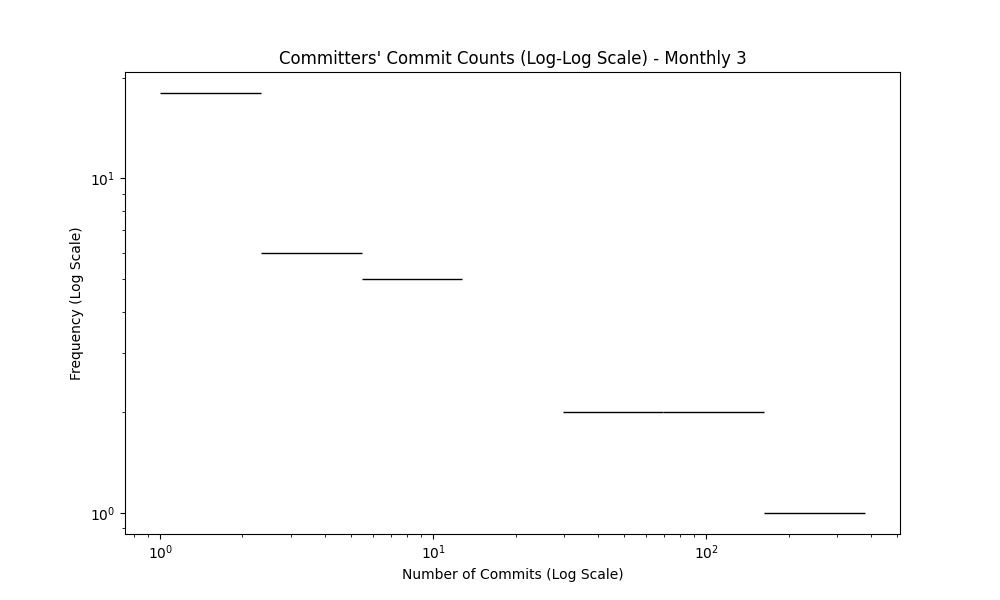 Committers' Commit Counts (Log-Log Scale) - Monthly 3
Frequency (Log Scale)
10¹
10⁰
10⁰ 10¹ 10²
Number of Commits (Log Scale)